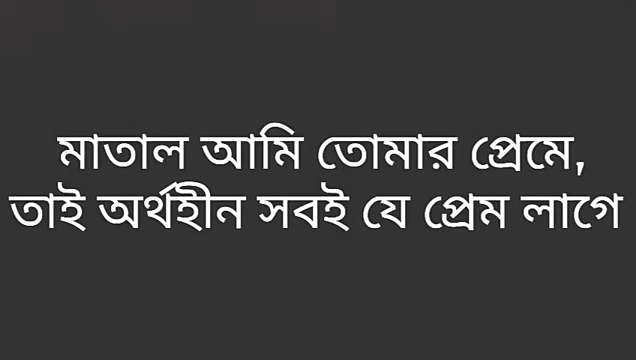 মাতাল আমি তোমার প্রেমে,
তাই অর্থহীন সবই যে প্রেম লাগে